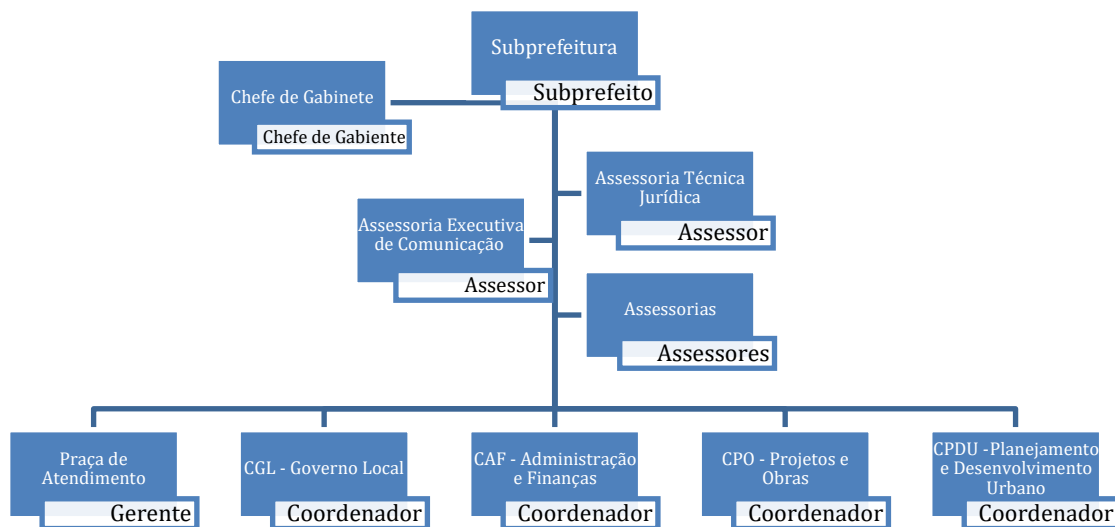 Subprefeitura
Subprefeito
Chefe de Gabinete
Chefe de Gabiente
Assessoria Técnica
Jurídica
Assessor
Assessoria Executiva
de Comunicação
Assessor
Assessorias
Assessores
Praça de
Atendimento
Gerente
CGL - Governo Local
Coordenador
CAF - Administração
e Finanças
Coordenador
CPO - Projetos e
Obras
Coordenador
CPDU -Planejamento
e Desenvolvimento
Urbano
Coordenador